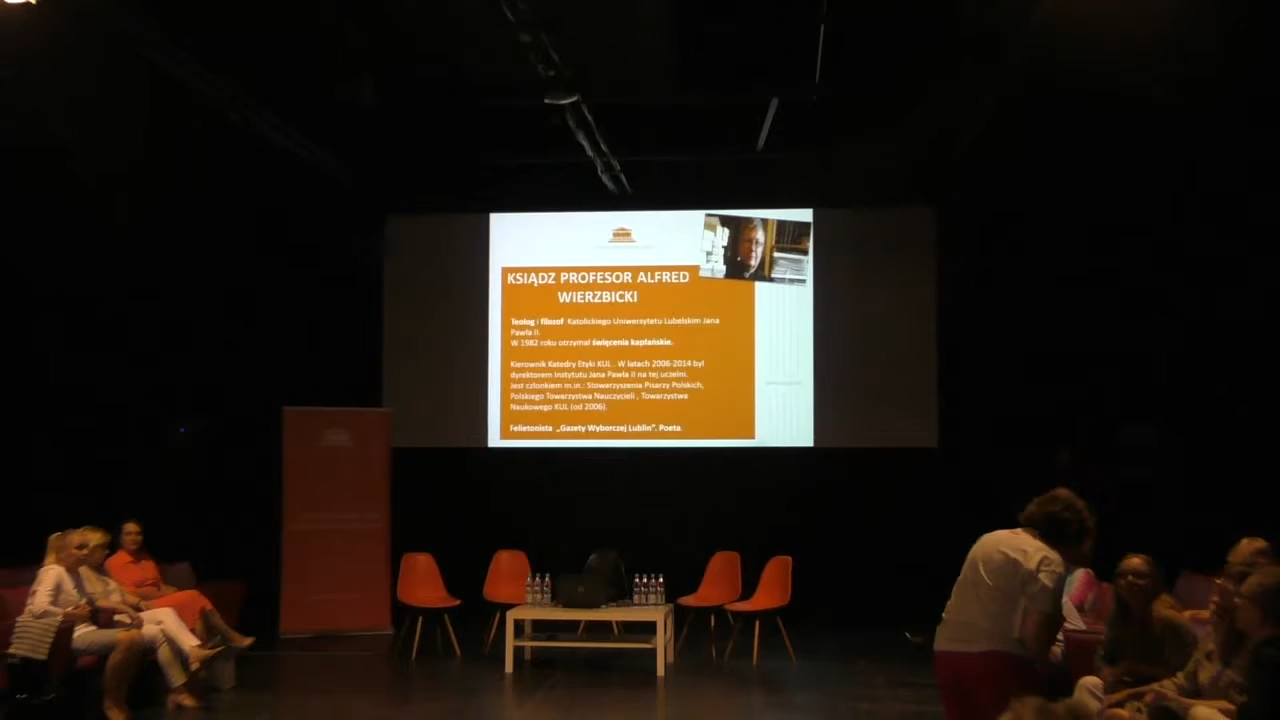 KSIĄDZ PROFESOR ALFRED
WIERZBICKI
Teolog i filozof Katolickiego Uniwersytetu Lubelskim Jana
Pawła II.
W 1982 roku otrzymał święcenia kapłańskie.
Kierownik Katedry Etyki KUL . W latach 2006-2014 był
dyrektorem Instytutu Jana Pawła II na tej uczelni.
Jest członkiem m.in.: Stowarzyszenia Pisarzy Polskich,
Polskiego Towarzystwa Nauczycieli , Towarzystwa
Naukowego KUL (od 2006).
Felietonista „Gazety Wyborczej Lublin”. Poeta.